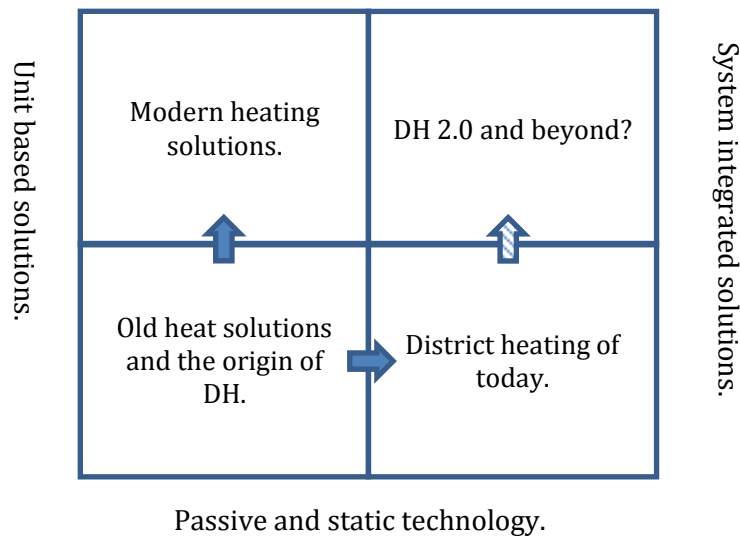 Unit based solutions.
Modern heating
solutions.
DH 2.0 and beyond?
System integrated solutions.
Old heat solutions
and the origin of
DH.
District heating of
today.
Passive and static technology.